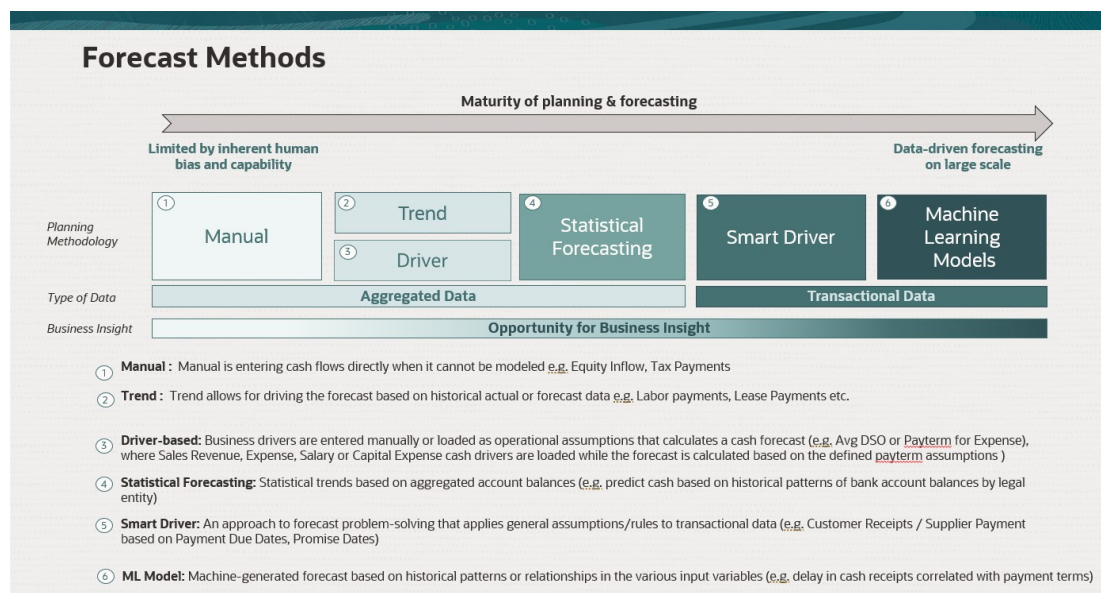 Forecast Methods
Maturity of planning & forecasting
Limited by inherent human
bias and capability
Data-driven forecasting
on large scale
Planning
Methodology
1
Manual
2
Trend
3
Driver
4
Statistical
Forecasting
5
Smart Driver
6
Machine
Learning
Models
Type of Data
Aggregated Data
Transactional Data
Business Insight
Opportunity for Business Insight
1 Manual : Manual is entering cash flows directly when it cannot be modeled e.g. Equity Inflow, Tax Payments
2 Trend : Trend allows for driving the forecast based on historical actual or forecast data e.g. Labor payments, Lease Payments etc.
3 Driver-based: Business drivers are entered manually or loaded as operational assumptions that calculates a cash forecast (e.g. Avg DSO or Payterm for Expense),
where Sales Revenue, Expense, Salary or Capital Expense cash drivers are loaded while the forecast is calculated based on the defined payterm assumptions )
4 Statistical Forecasting: Statistical trends based on aggregated account balances (e.g. predict cash based on historical patterns of bank account balances by legal
entity)
5 Smart Driver: An approach to forecast problem-solving that applies general assumptions/rules to transactional data (e.g. Customer Receipts / Supplier Payment
based on Payment Due Dates, Promise Dates)
6 ML Model: Machine-generated forecast based on historical patterns or relationships in the various input variables (e.g. delay in cash receipts correlated with payment terms)